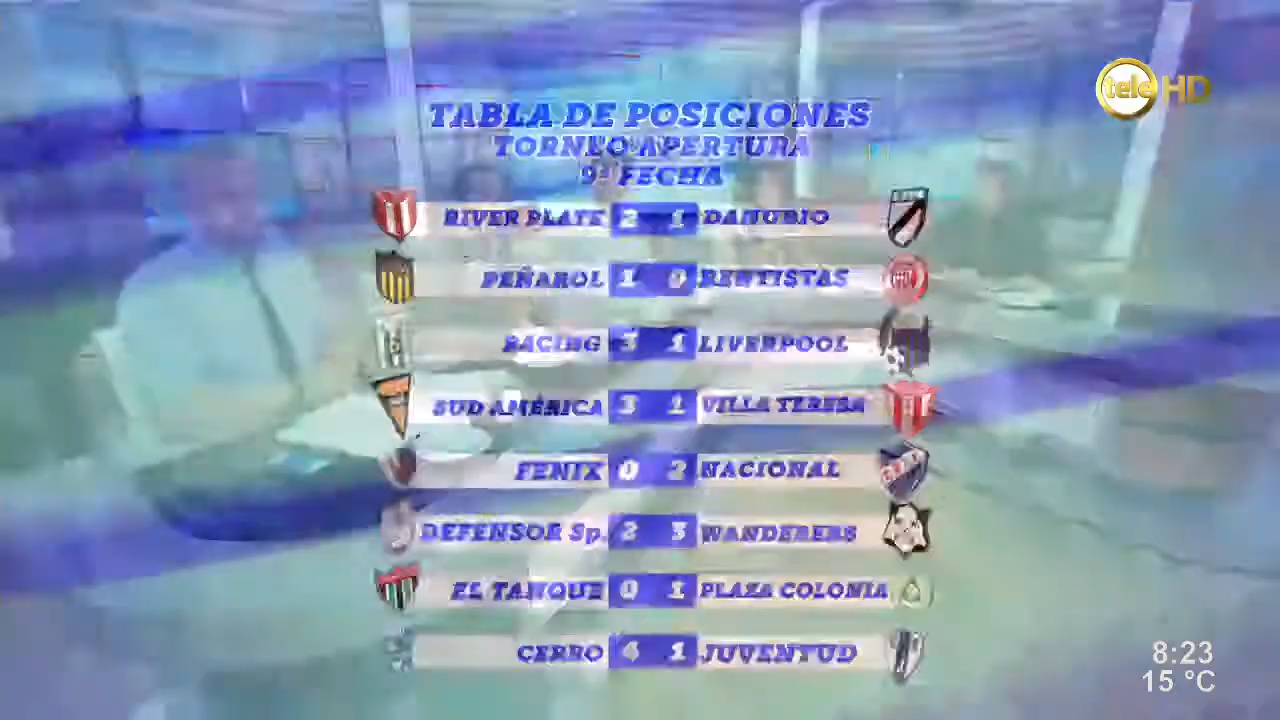 tele HD
TABLA DE POSICIONES
TORNEO APERTURA
9ª FECHA
RIVER PLATE 2 1 DANUBIO
PEÑAROL 1 0 RENTISTAS
RACING 1 LIVERPOOL
SUD AMÉRICA 3 1 VILLA TERESA
FENIX 0 2 NACIONAL
DEFENSOR Sp. 2 3 WANDERERS
EL TANQUE 0 1 PLAZA COLONIA
CERRO 4 1 JUVENTUD
8:23
15 °C